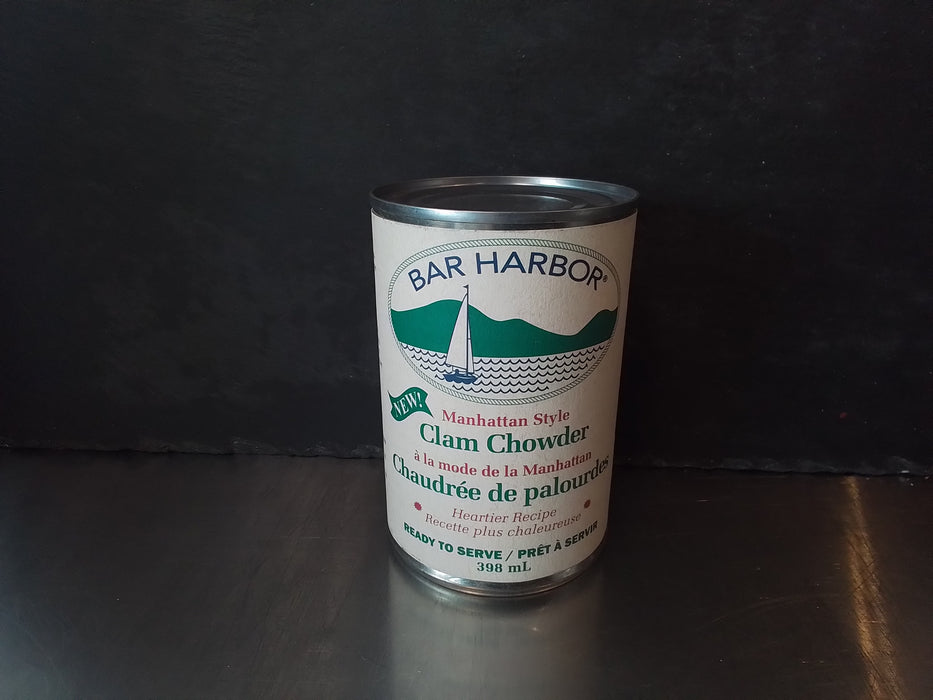 BAR HARBOR®
NEW!
Manhattan Style
Clam Chowder
à la mode de la Manhattan
Chaudrée de palourdes
Heartier Recipe
Recette plus chaleureuse
READY TO SERVE / PRÊT À SERVIR
398 mL